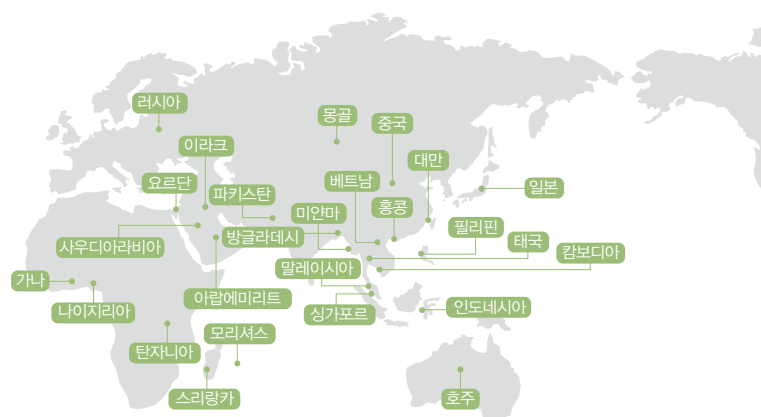 러시아
몽골
중국
이라크
대만
요르단
베트남
일본
파키스탄
미얀마
홍콩
필리핀
방글라데시
태국
사우디아라비아
캄보디아
말레이시아
가나
아랍에미리트
나이지리아
싱가포르
인도네시아
모리셔스
탄자니아
스리랑카
호주